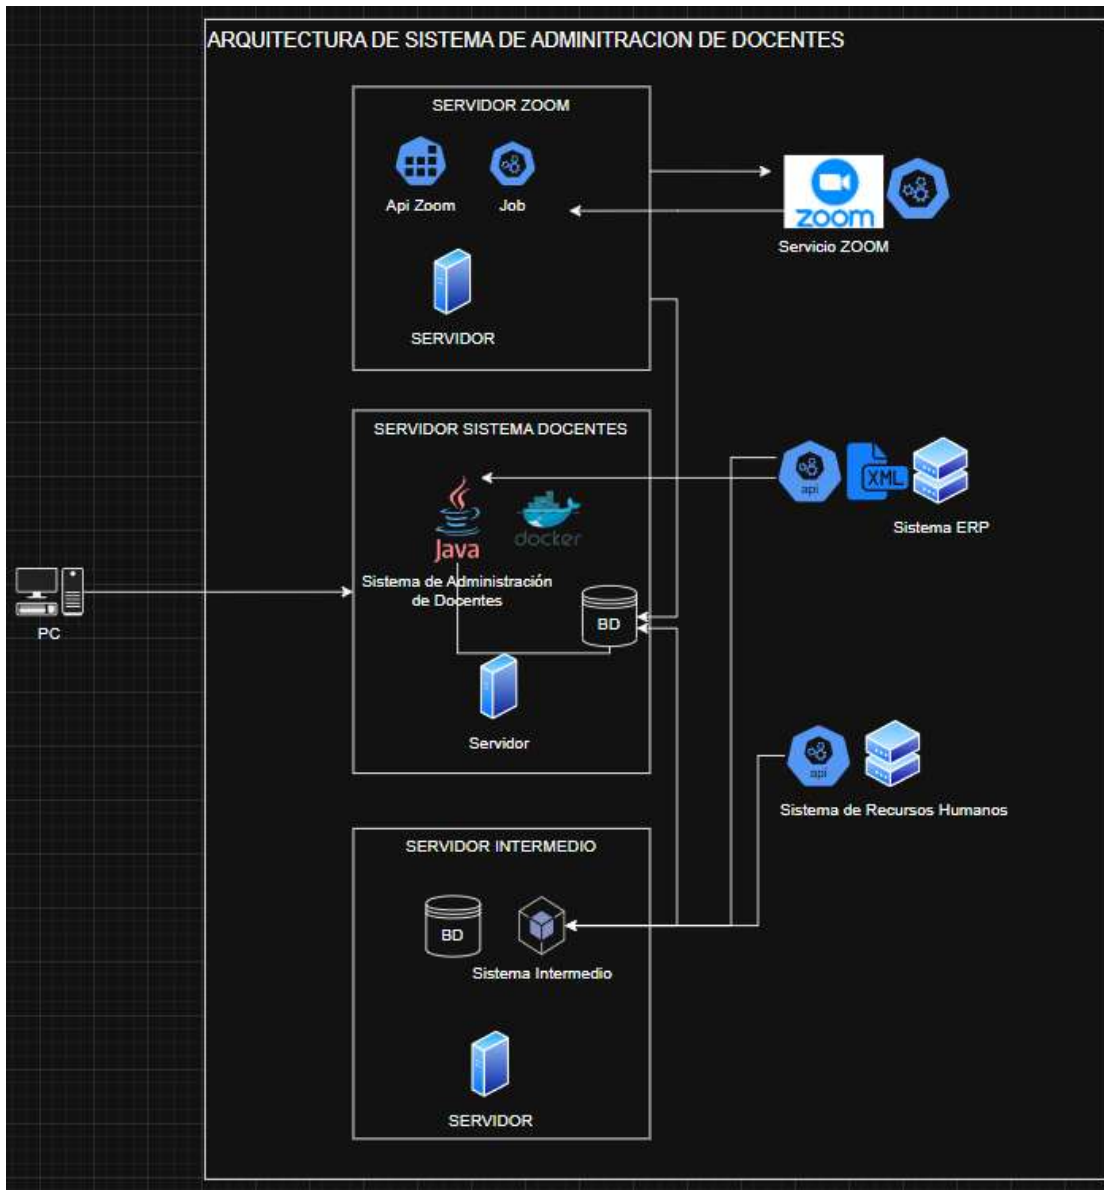 ARQUITECTURA DE SISTEMA DE ADMINITRACION DE DOCENTES
SERVIDOR ZOOM
Api Zoom
Job
SERVIDOR
zoom
Servicio ZOOM
SERVIDOR SISTEMA DOCENTES
Java
docker
Sistema de Administración
de Docentes
BD
Servidor
api
XML
Sistema ERP
PC
api
Sistema de Recursos Humanos
SERVIDOR INTERMEDIO
BD
Sistema Intermedio
SERVIDOR